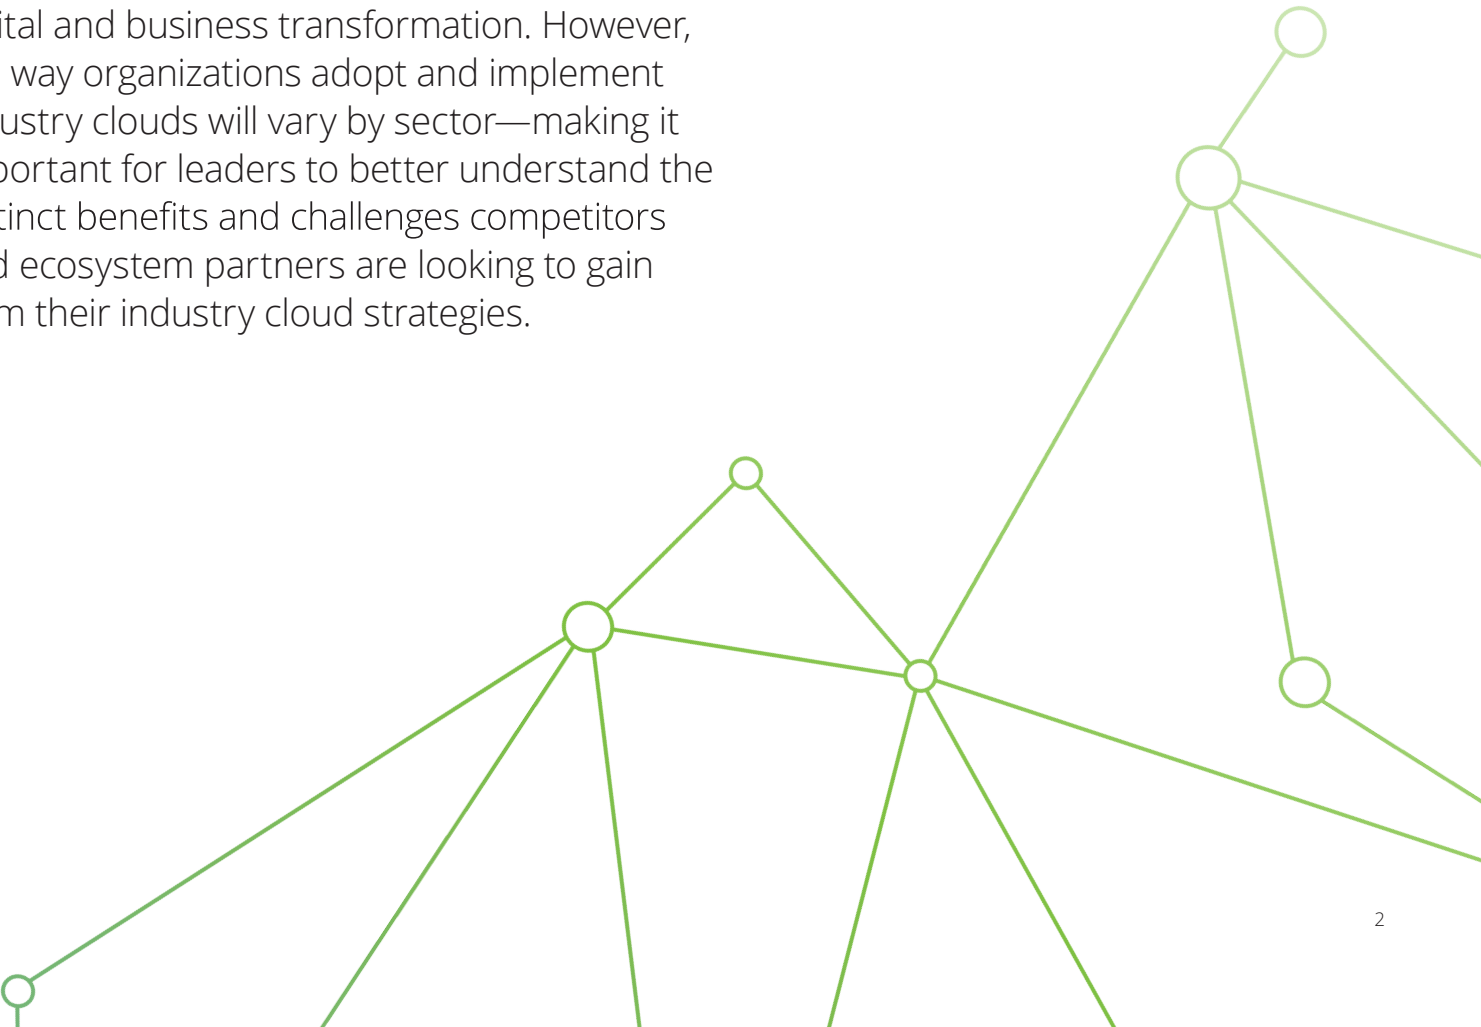 ital and business transformation. However,
way organizations adopt and implement
ustry clouds will vary by sector—making it
portant for leaders to better understand the
tinct benefits and challenges competitors
d ecosystem partners are looking to gain
m their industry cloud strategies.
2